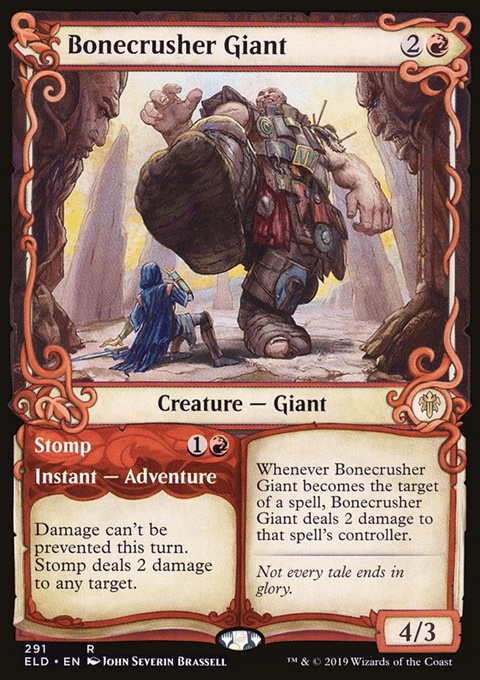 Bonecrusher Giant 2
Creature — Giant
Stomp 1
Instant — Adventure
Damage can't be
prevented this turn.
Stomp deals 2 damage
to any target.
Whenever Bonecrusher
Giant becomes the target
of a spell, Bonecrusher
Giant deals 2 damage to
that spell's controller.
Not every tale ends in
glory.
4/3
291 R
ELD • EN John Severin Brassell
™ & © 2019 Wizards of the Coast